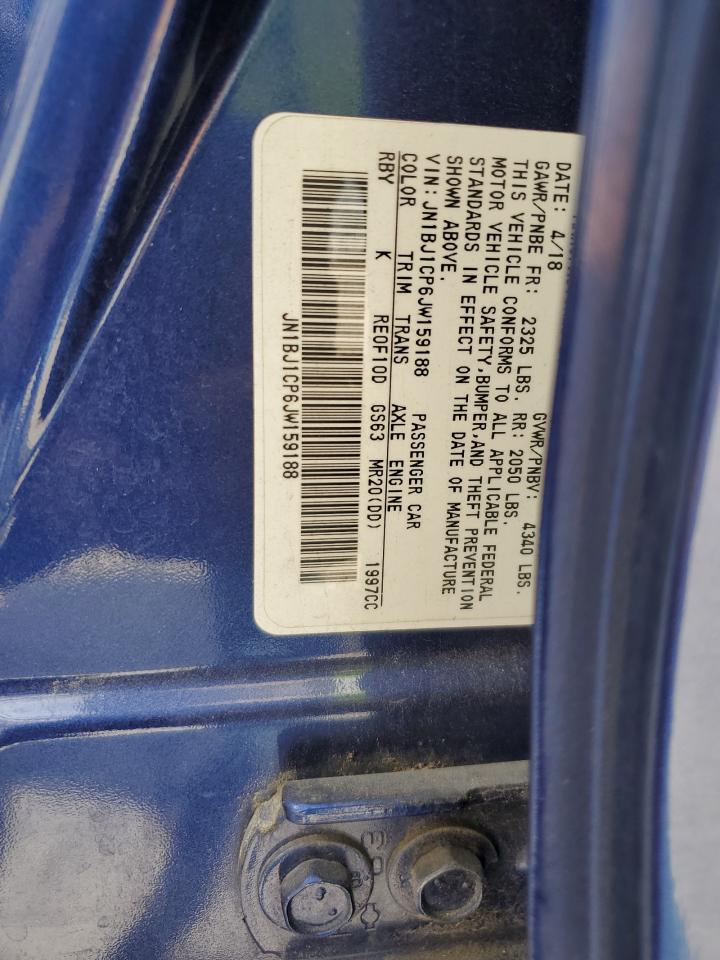 DATE: 4/18 GVWR/PNBV: 4340 LBS.
GAWR/PNBE FR: 2325 LBS. RR: 2050 LBS.
THIS VEHICLE CONFORMS TO ALL APPLICABLE FEDERAL
MOTOR VEHICLE SAFETY,BUMPER,AND THEFT PREVENTION
STANDARDS IN EFFECT ON THE DATE OF MANUFACTURE
SHOWN ABOVE.
VIN: JN1BJ1CP6JW159188 PASSENGER CAR
COLOR TRIM TRANS AXLE ENGINE
RBY K RE0F10D GS63 MR20(DD) 1997CC
JN1BJ1CP6JW159188